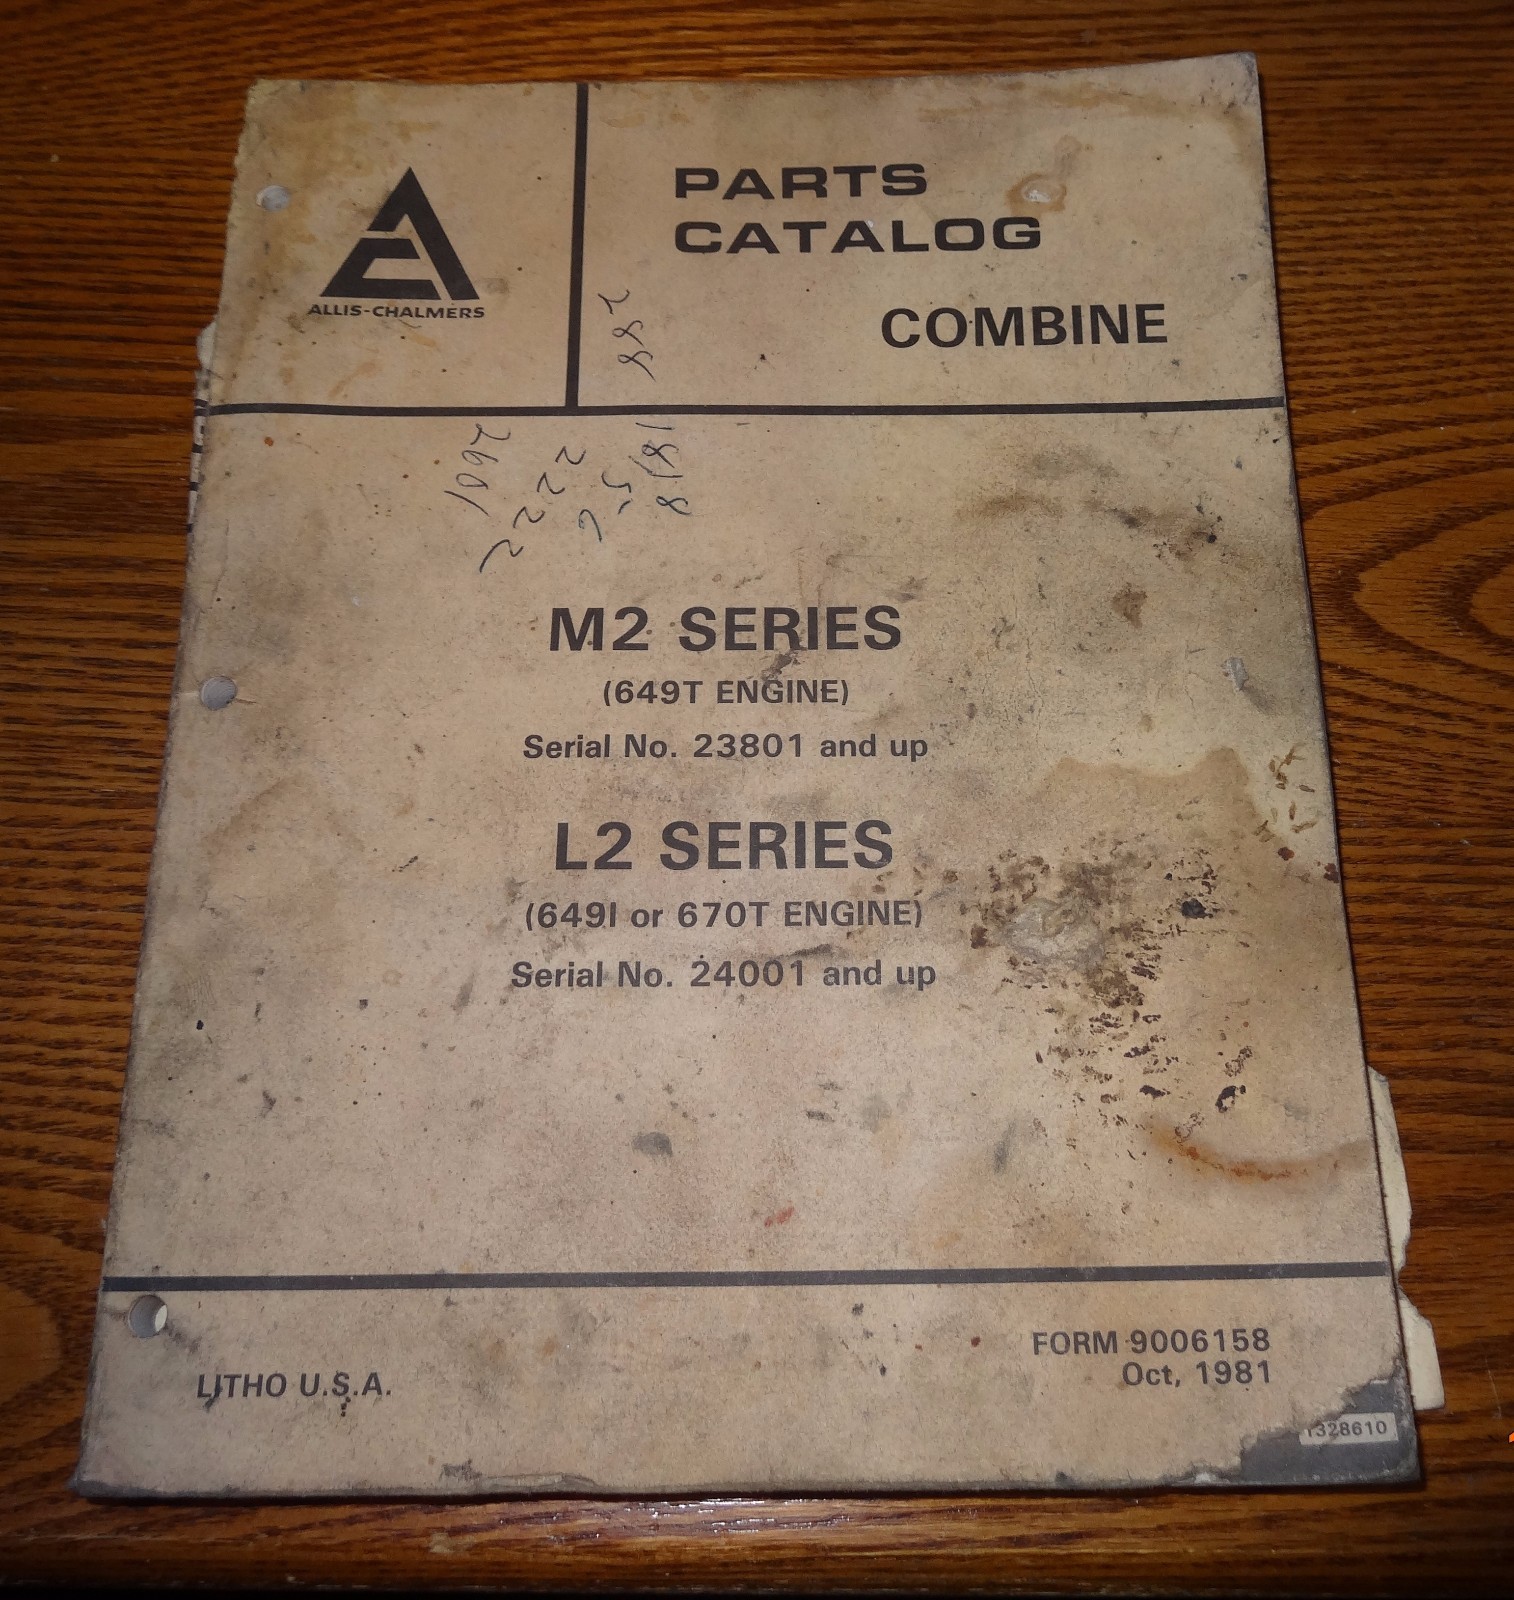 PARTS
CATALOG
COMBINE
ALLIS-CHALMERS
M2 SERIES
(649T ENGINE)
Serial No. 23801 and up
L2 SERIES
(649I or 670T ENGINE)
Serial No. 24001 and up
FORM 9006158
Oct, 1981
LITHO U.S.A.
1328610